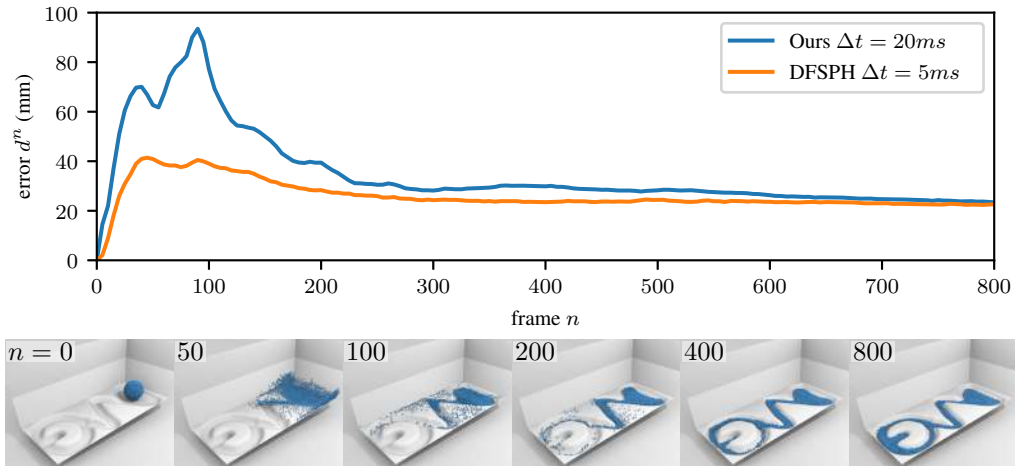 100
80
60
40
20
0
error dⁿ (mm)
Ours Δt = 20ms
DFSPH Δt = 5ms
0 100 200 300 400 500 600 700 800
frame n
n = 0 50 100 200 400 800